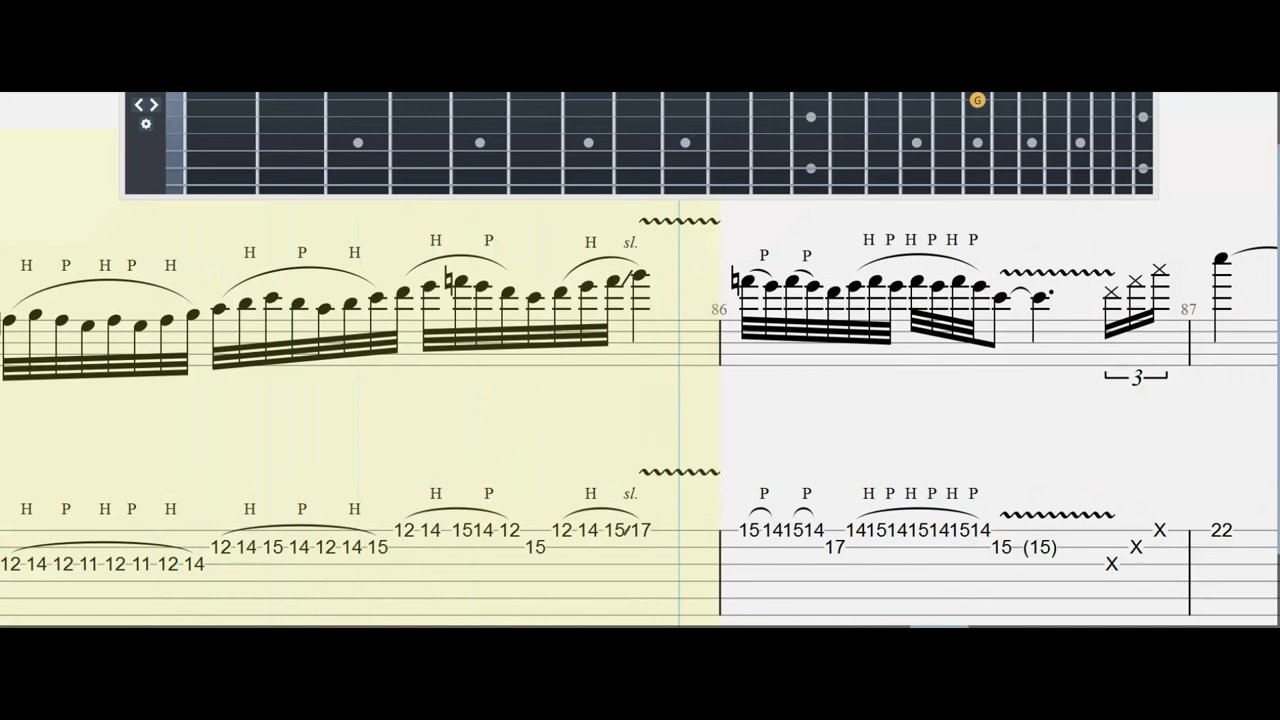 G
H P H P H H P H H P H sl. P P H P H P H P
86 87
3
H P H P H H P H H P H sl. P P H P H P H P
12 14 15 14 12 12 14 15/17 15 14 15 14 14 15 14 15 14 15 14 X 22
12 14 15 14 12 14 15 15 17 15 (15) X
12 14 12 11 12 11 12 14 X